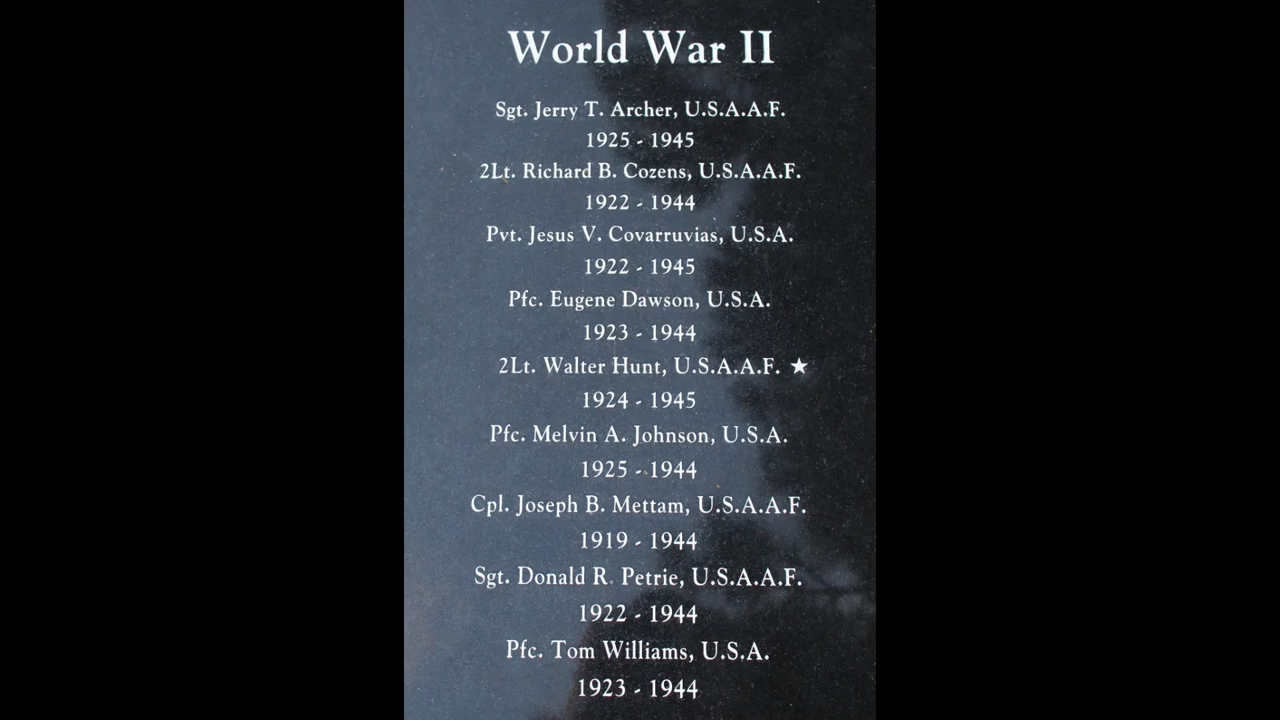 World War II
Sgt. Jerry T. Archer, U.S.A.A.F.
1925 - 1945
2Lt. Richard B. Cozens, U.S.A.A.F.
1922 - 1944
Pvt. Jesus V. Covarruvias, U.S.A.
1922 - 1945
Pfc. Eugene Dawson, U.S.A.
1923 - 1944
2Lt. Walter Hunt, U.S.A.A.F. ★
1924 - 1945
Pfc. Melvin A. Johnson, U.S.A.
1925 - 1944
Cpl. Joseph B. Mettam, U.S.A.A.F.
1919 - 1944
Sgt. Donald R. Petrie, U.S.A.A.F.
1922 - 1944
Pfc. Tom Williams, U.S.A.
1923 - 1944